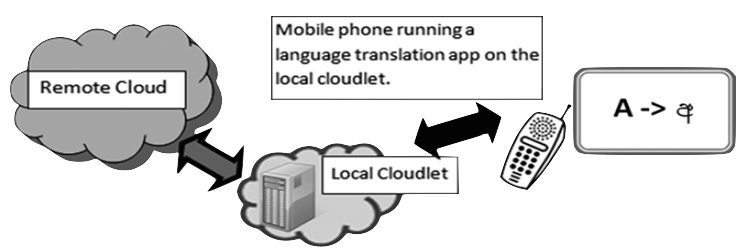 Remote Cloud
Mobile phone running a
language translation app on the
local cloudlet.
A -> අ
Local Cloudlet